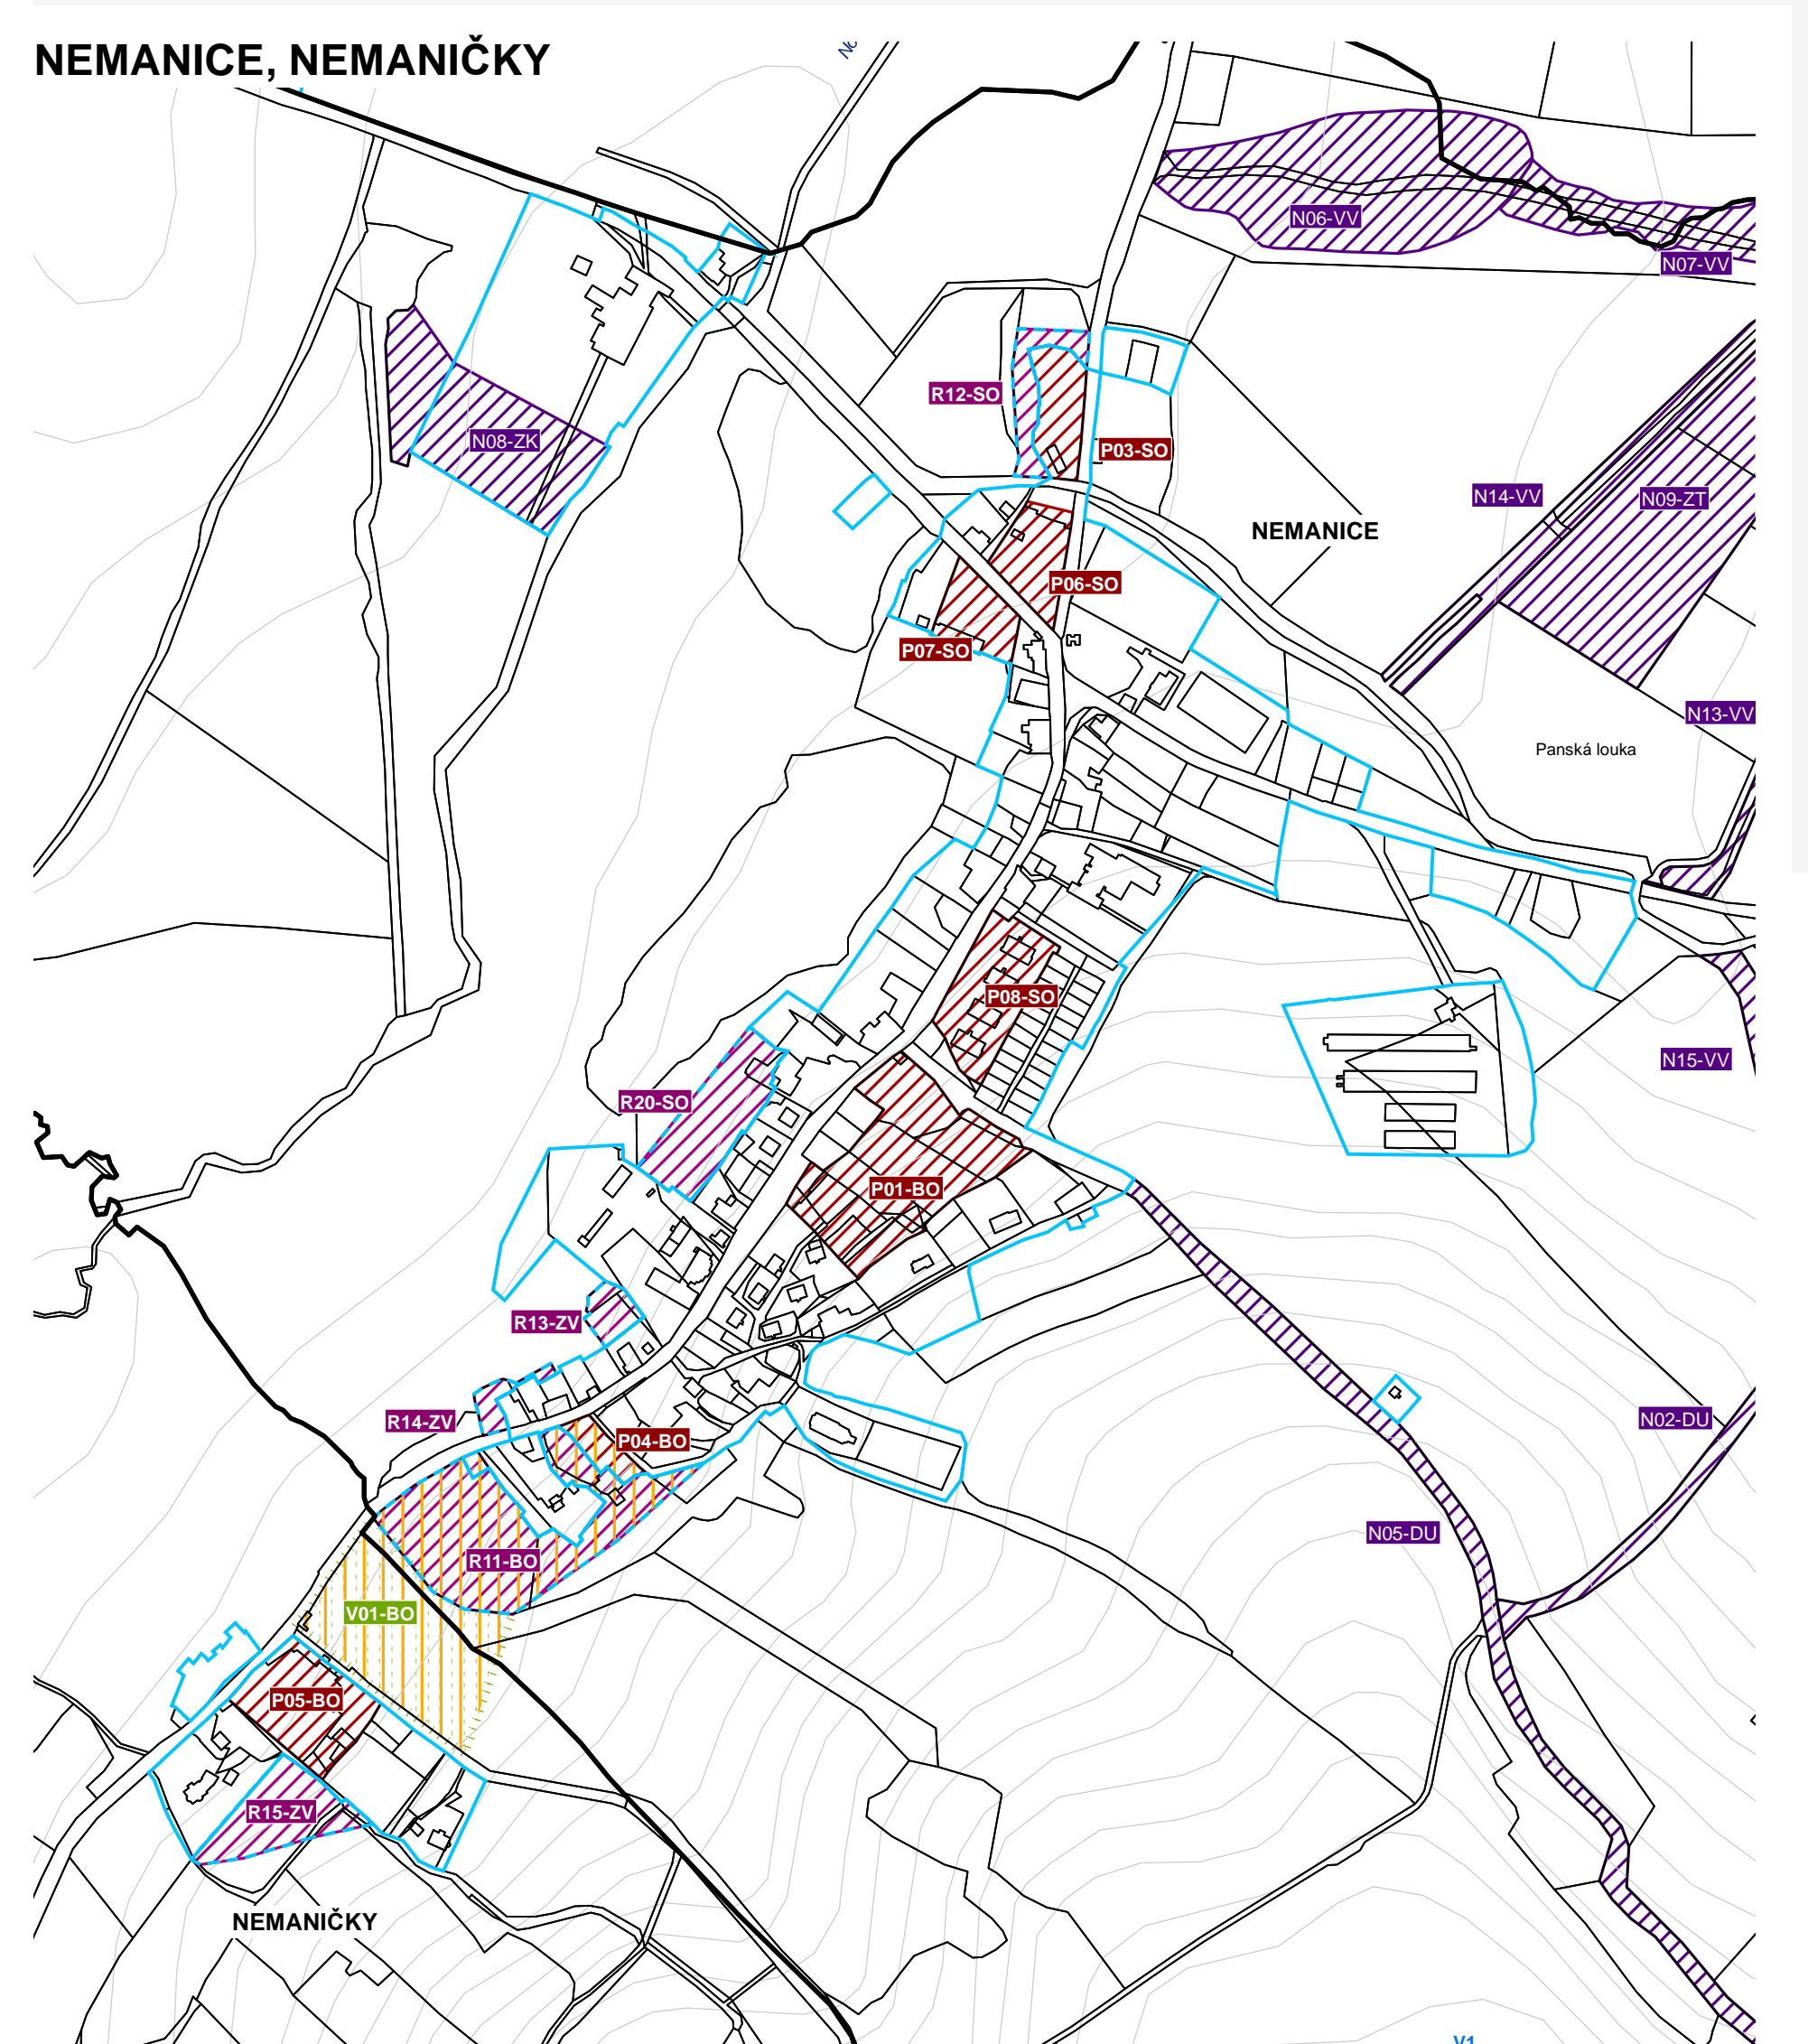 NEMANICE, NEMANIČKY
N06-VV
N07-VV
R12-SO
N08-ZK
P03-SO
N14-VV
N09-ZT
NEMANICE
P06-SO
P07-SO
N13-VV
Panská louka
P08-SO
N15-VV
R20-SO
P01-BO
R13-ZV
R14-ZV
N02-DU
P04-BO
N05-DU
R11-BO
V01-BO
P05-BO
R15-ZV
NEMANIČKY
V1